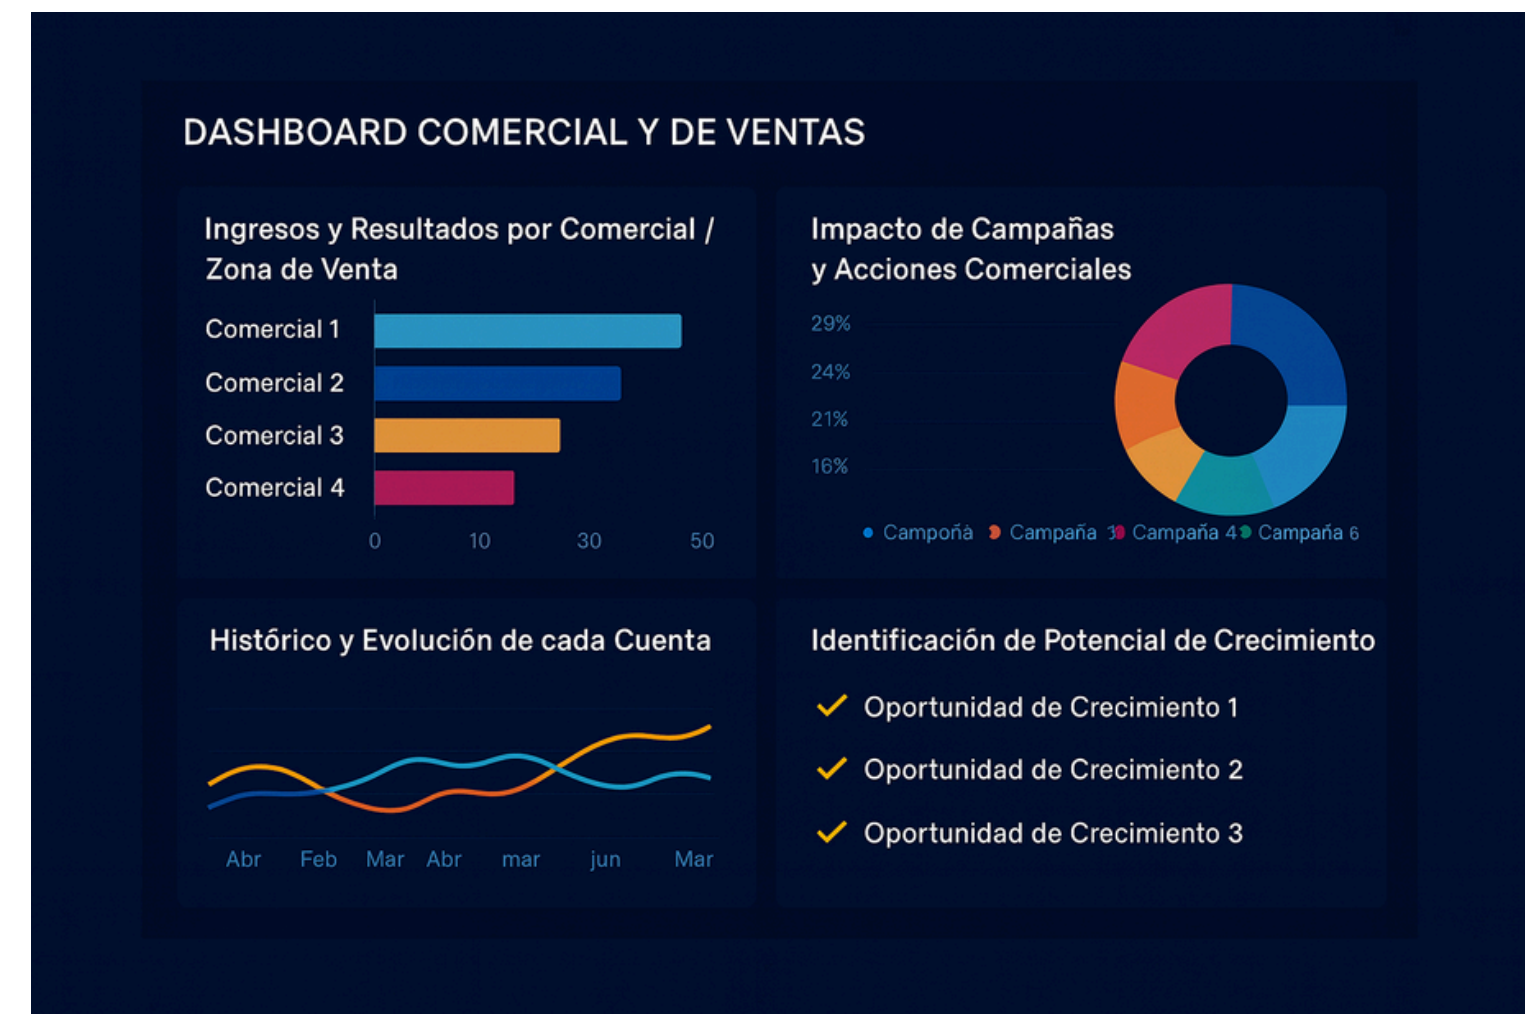 DASHBOARD COMERCIAL Y DE VENTAS
Ingresos y Resultados por Comercial /
Zona de Venta
Comercial 1
Comercial 2
Comercial 3
Comercial 4
0 10 30 50
Impacto de Campañas
y Acciones Comerciales
29%
24%
21%
16%
Campoñà Campaña Campaña 4 Campaña 6
Histórico y Evolución de cada Cuenta
Abr Feb Mar Abr mar jun Mar
Identificación de Potencial de Crecimiento
Oportunidad de Crecimiento 1
Oportunidad de Crecimiento 2
Oportunidad de Crecimiento 3